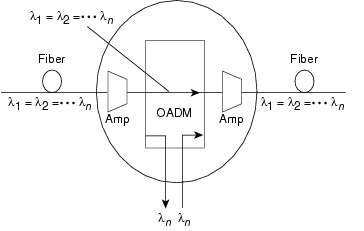 λ1 = λ2 = ··· λn
Fiber
Fiber
λ1 = λ2 = ··· λn
Amp
OADM
Amp
λ1 = λ2 = ··· λn
λn λn